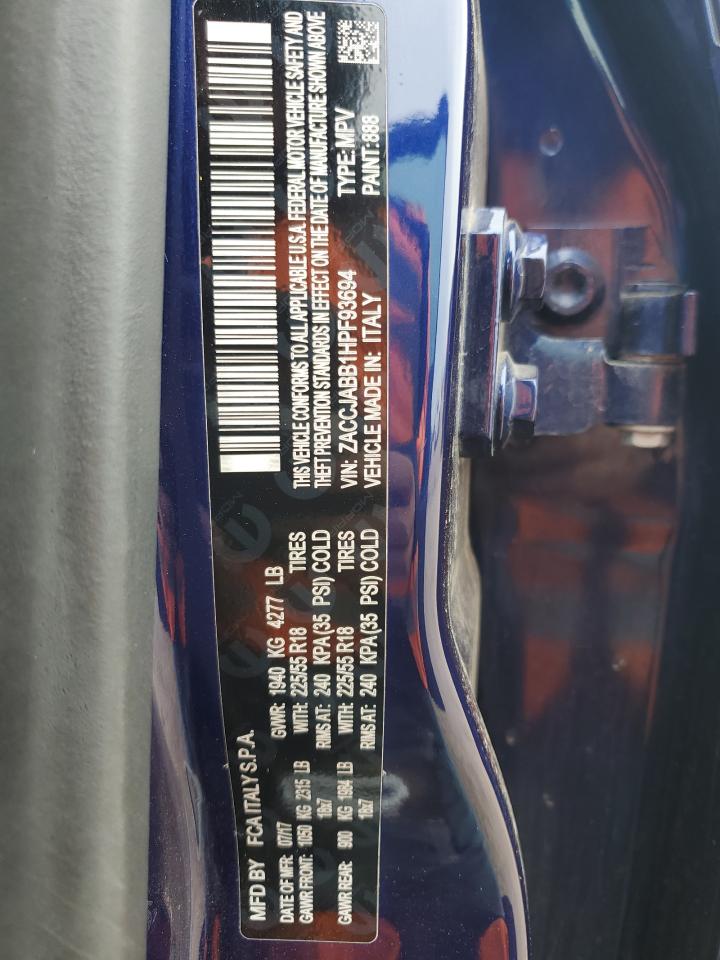 MFD BY FCA ITALY S.P.A.
DATE OF MFR: 07/17 GVWR: 1940 KG 4277 LB
GAWR FRONT: 1050 KG 2315 LB WITH: 225/55 R18 TIRES
18x7 RIMS AT: 240 KPA(35 PSI) COLD
GAWR REAR: 900 KG 1984 LB WITH: 225/55 R18 TIRES
18x7 RIMS AT: 240 KPA(35 PSI) COLD
THIS VEHICLE CONFORMS TO ALL APPLICABLE U.S.A. FEDERAL MOTOR VEHICLE SAFETY AND
THEFT PREVENTION STANDARDS IN EFFECT ON THE DATE OF MANUFACTURE SHOWN ABOVE
VIN: ZACCJABB1HPF93694 TYPE: MPV
VEHICLE MADE IN: ITALY PAINT: 888